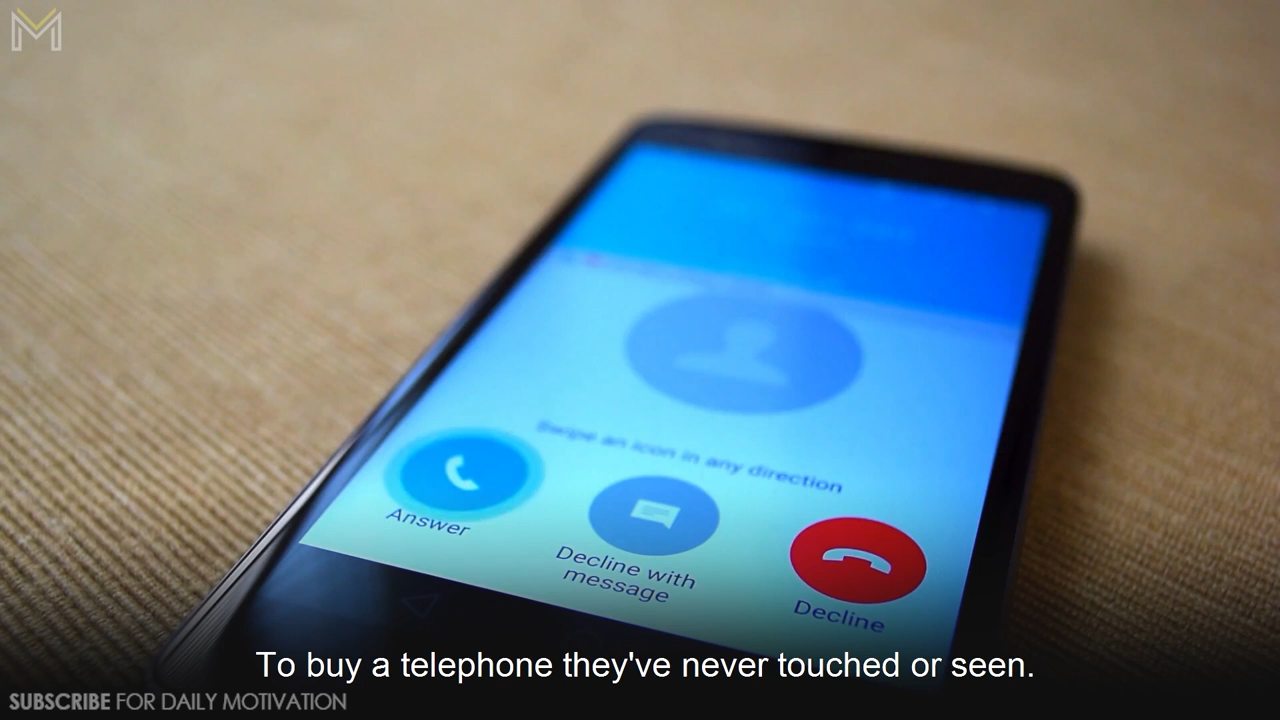 M
Swipe an icon in any direction
Answer
Decline with
message
Decline
To buy a telephone they've never touched or seen.
SUBSCRIBE FOR DAILY MOTIVATION